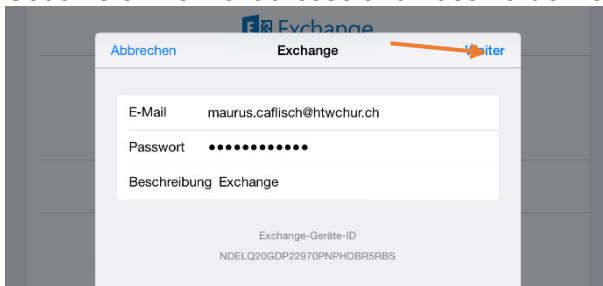 Exchange
Abbrechen Exchange Weiter
E-Mail maurus.caflisch@htwchur.ch
Passwort ●●●●●●●●●●●●
Beschreibung Exchange
Exchange-Geräte-ID
NDELQ20GDP22970PNPHDBR5RBS